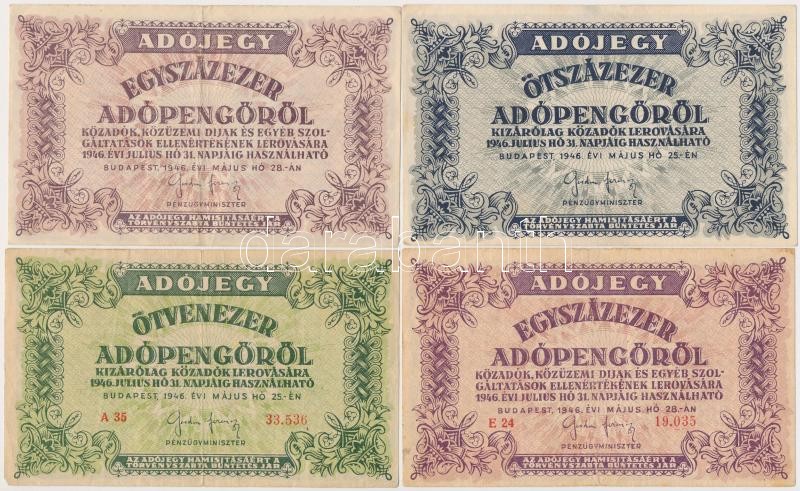 ADÓJEGY
EGYSZÁZEZER
ADÓPENGŐRŐL
KÖZADÓK, KÖZÜZEMI DIJAK ÉS EGYÉB SZOL-
GÁLTATÁSOK ELLENÉRTÉKÉNEK LEROVÁSÁRA
1946. ÉVI JULIUS HÓ 31. NAPJÁIG HASZNÁLHATÓ
BUDAPEST, 1946. ÉVI MÁJUS HÓ 28.-ÁN
PÉNZÜGYMINISZTER
AZ ADÓJEGY HAMISITÁSÁÉRT A
TÖRVÉNYSZABTA BÜNTETÉS JÁR
ADÓJEGY
ÖTSZÁZEZER
ADÓPENGŐRŐL
KIZÁRÓLAG KÖZADÓK LEROVÁSÁRA
1946. JULIUS HÓ 31. NAPJÁIG HASZNÁLHATÓ
BUDAPEST, 1946. ÉVI MÁJUS HÓ 25.-ÉN
PÉNZÜGYMINISZTER
AZ ADÓJEGY HAMISITÁSÁÉRT A
TÖRVÉNYSZABTA BÜNTETÉS JÁR
darabanth
ADÓJEGY
ÖTVENEZER
ADÓPENGŐRŐL
KIZÁRÓLAG KÖZADÓK LEROVÁSÁRA
1946. JULIUS HÓ 31. NAPJÁIG HASZNÁLHATÓ
BUDAPEST, 1946. ÉVI MÁJUS HÓ 25.-ÉN
A 35 33.536
PÉNZÜGYMINISZTER
AZ ADÓJEGY HAMISITÁSÁÉRT A
TÖRVÉNYSZABTA BÜNTETÉS JÁR
ADÓJEGY
EGYSZÁZEZER
ADÓPENGŐRŐL
KÖZADÓK, KÖZÜZEMI DIJAK ÉS EGYÉB SZOL-
GÁLTATÁSOK ELLENÉRTÉKÉNEK LEROVÁSÁRA
1946. ÉVI JULIUS HÓ 31. NAPJÁIG HASZNÁLHATÓ
BUDAPEST, 1946. ÉVI MÁJUS HÓ 28.-ÁN
E 24 19.035
PÉNZÜGYMINISZTER
AZ ADÓJEGY HAMISITÁSÁÉRT A
TÖRVÉNYSZABTA BÜNTETÉS JÁR